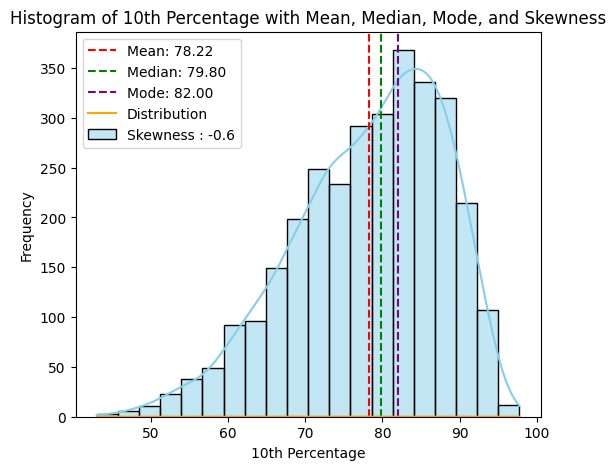 Histogram of 10th Percentage with Mean, Median, Mode, and Skewness
Mean: 78.22
Median: 79.80
Mode: 82.00
Distribution
Skewness : -0.6
350
300
250
200
150
100
50
0
Frequency
50 60 70 80 90 100
10th Percentage